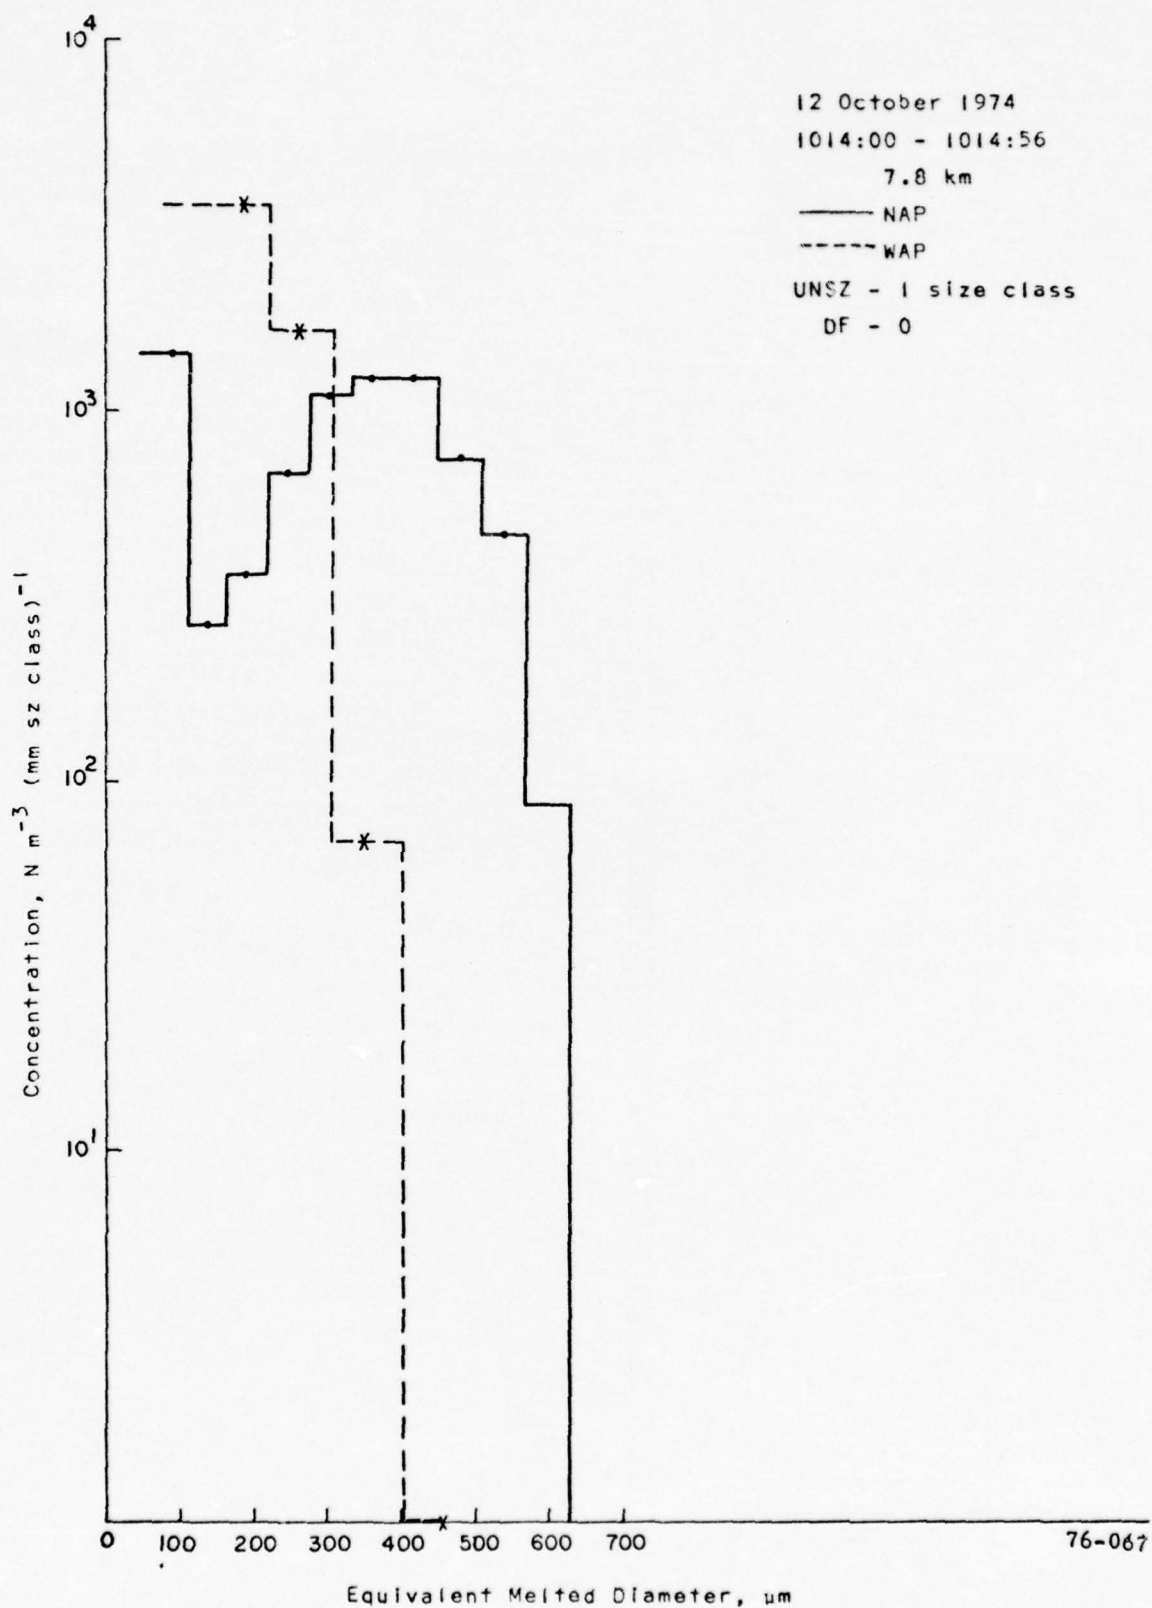 10^4
12 October 1974
1014:00 - 1014:56
7.8 km
NAP
WAP
UNSZ - 1 size class
DF - 0
10^3
10^2
10^1
Concentration, N m^-3 (mm sz class)^-1
0 100 200 300 400 500 600 700
76-067
Equivalent Melted Diameter, μm